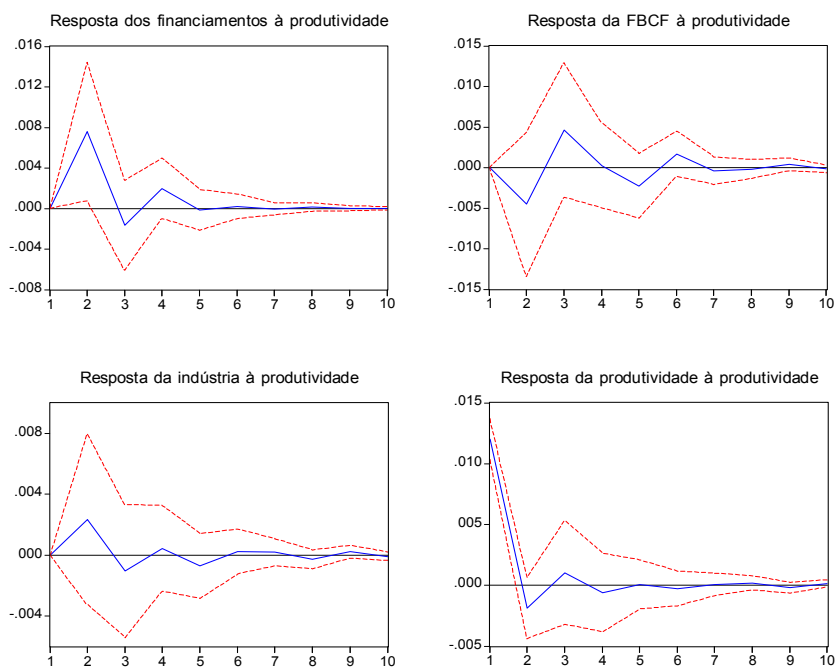 Resposta dos financiamentos à produtividade
.016
.012
.008
.004
.000
-.004
-.008
1 2 3 4 5 6 7 8 9 10
Resposta da FBCF à produtividade
.015
.010
.005
.000
-.005
-.010
-.015
1 2 3 4 5 6 7 8 9 10
Resposta da indústria à produtividade
.008
.004
.000
-.004
1 2 3 4 5 6 7 8 9 10
Resposta da produtividade à produtividade
.015
.010
.005
.000
-.005
1 2 3 4 5 6 7 8 9 10